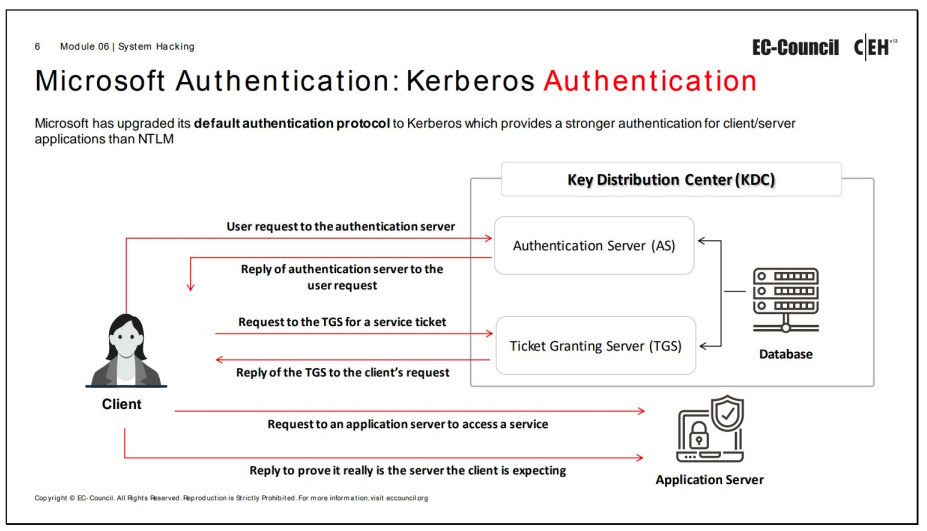 6 Module 06 | System Hacking
EC-Council C|EH v13
Microsoft Authentication: Kerberos Authentication
Microsoft has upgraded its default authentication protocol to Kerberos which provides a stronger authentication for client/server
applications than NTLM
Key Distribution Center (KDC)
User request to the authentication server
Authentication Server (AS)
Reply of authentication server to the
user request
Request to the TGS for a service ticket
Ticket Granting Server (TGS)
Database
Reply of the TGS to the client's request
Client
Request to an application server to access a service
Reply to prove it really is the server the client is expecting
Application Server
Copyright © EC- Council. All Rights Reserved. Reproduction is Strictly Prohibited. For more information, visit eccouncil.org